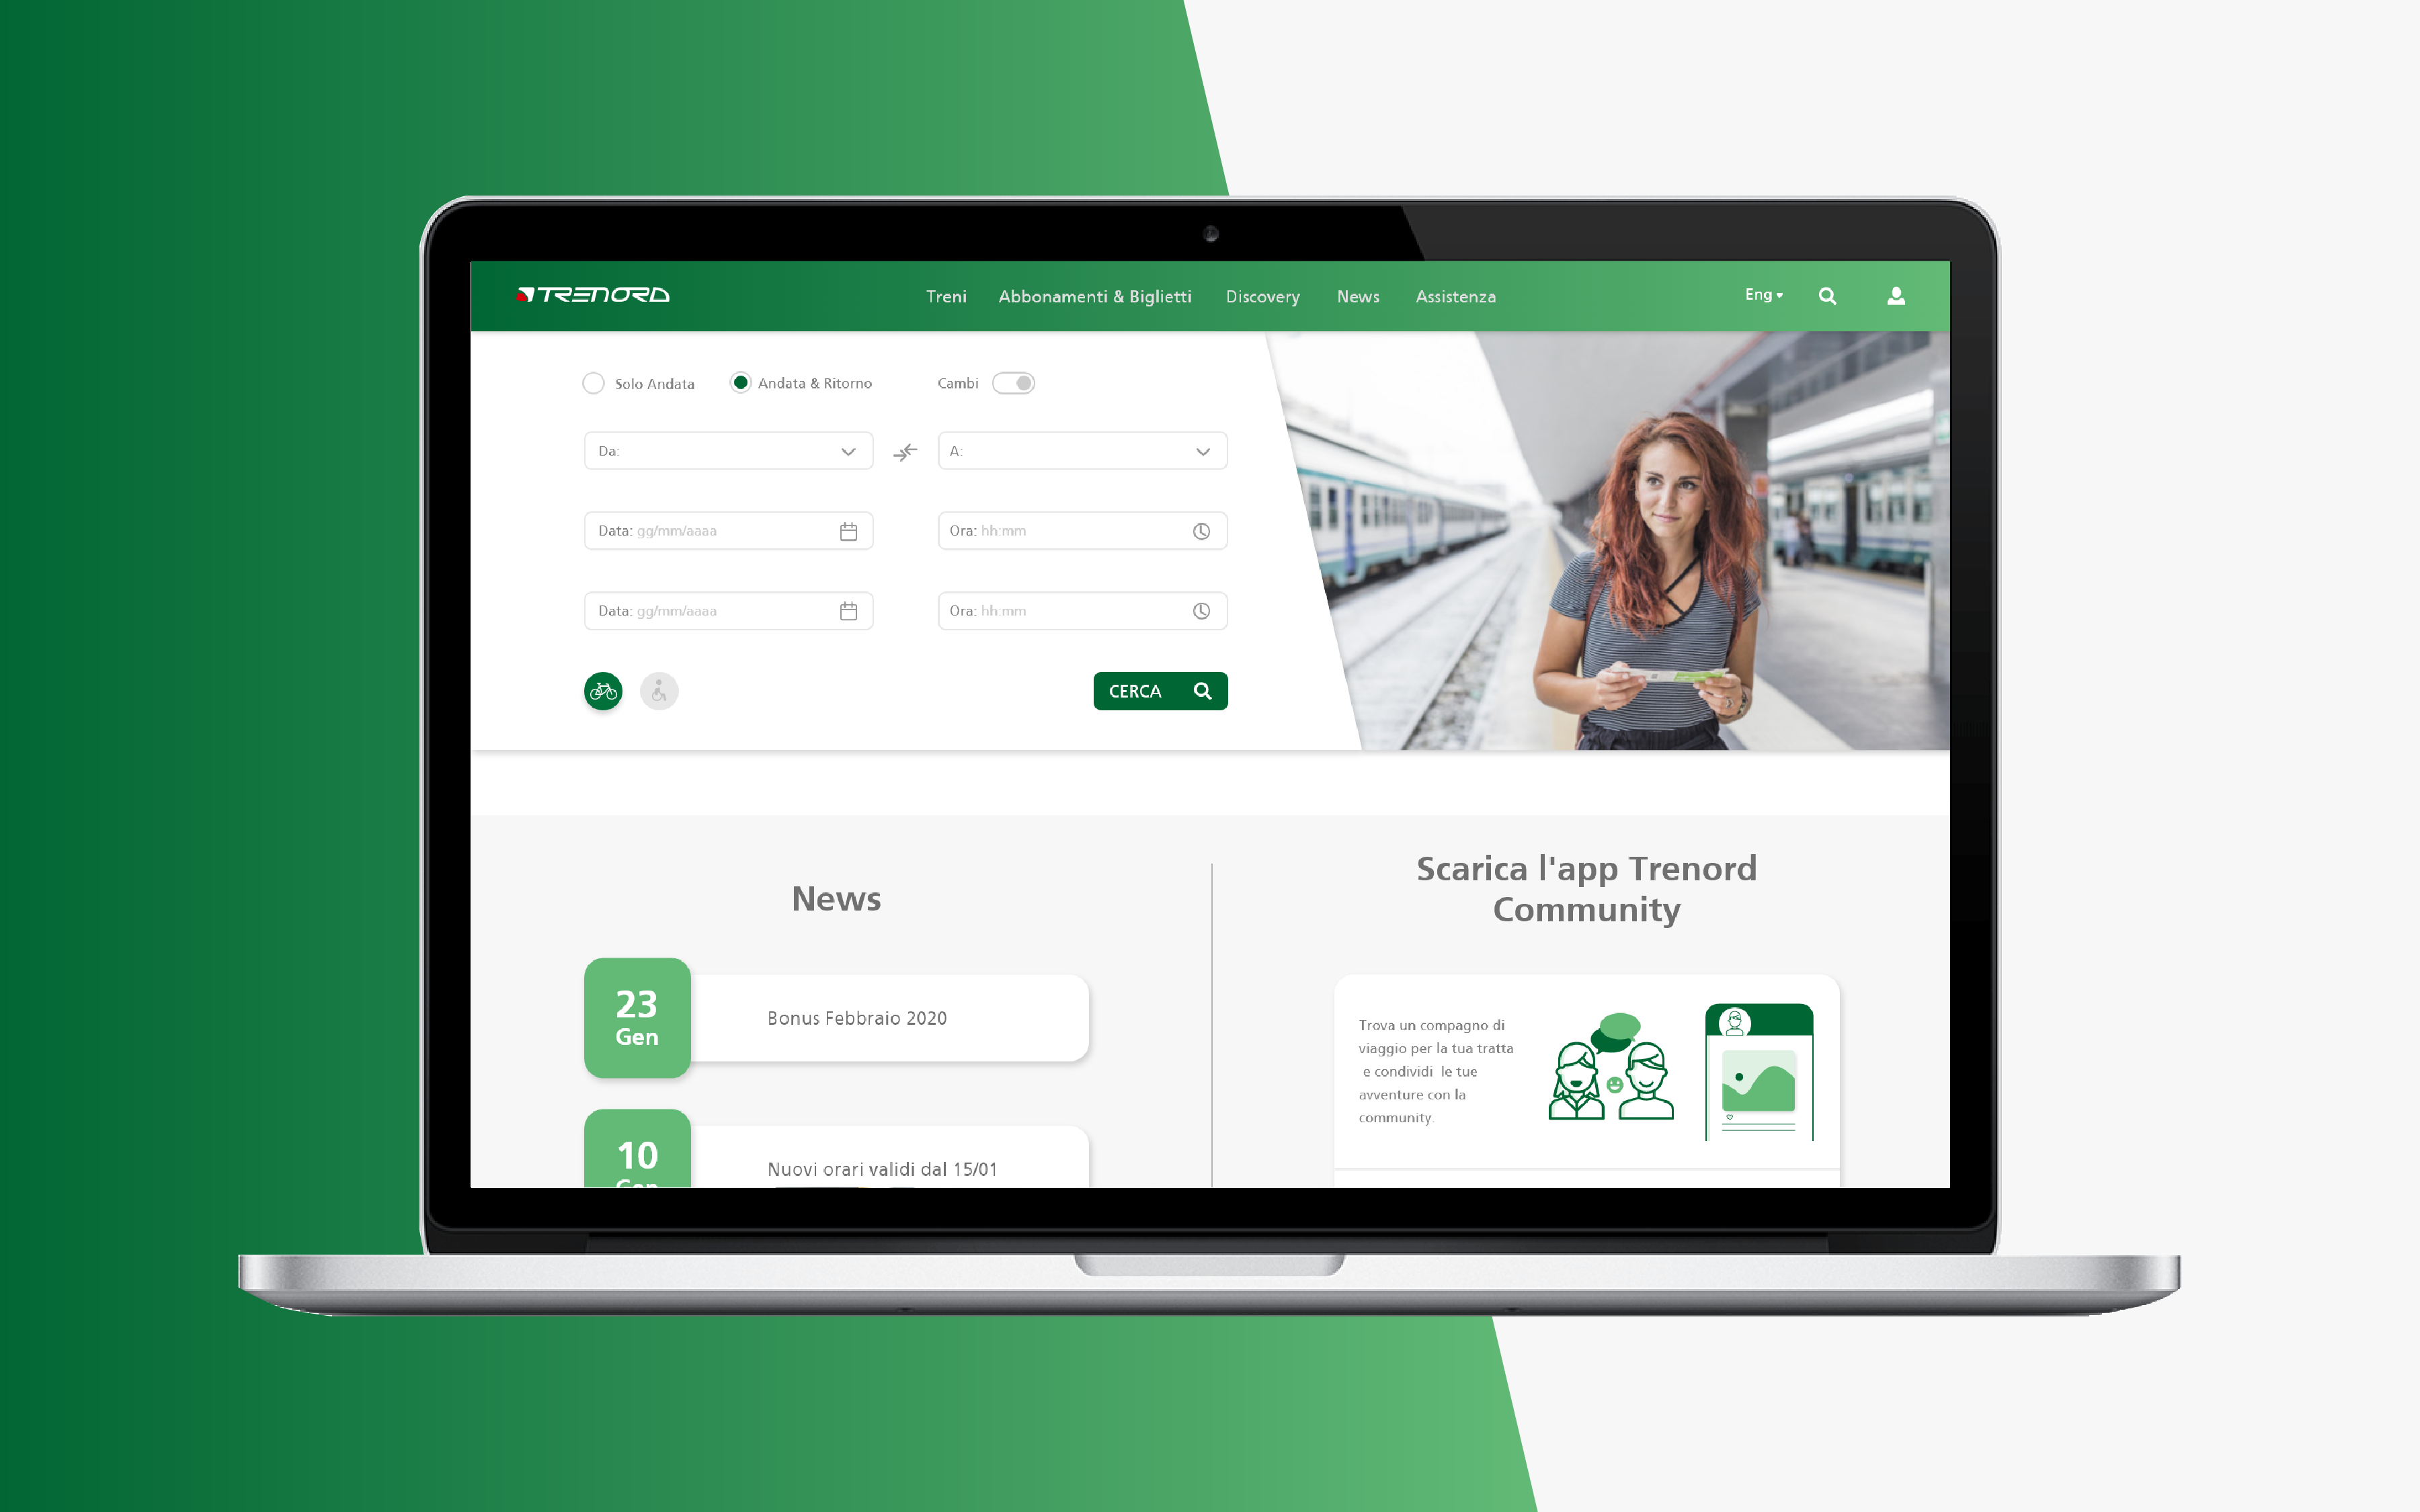 TRENORD
Treni Abbonamenti & Biglietti Discovery News Assistenza Eng
Solo Andata Andata & Ritorno Cambi
Da: A:
Data: gg/mm/aaaa Ora: hh:mm
Data: gg/mm/aaaa Ora: hh:mm
CERCA
News
23
Gen
Bonus Febbraio 2020
10
Gen
Nuovi orari validi dal 15/01
Scarica l'app Trenord
Community
Trova un compagno di
viaggio per la tua tratta
e condividi le tue
avventure con la
community.